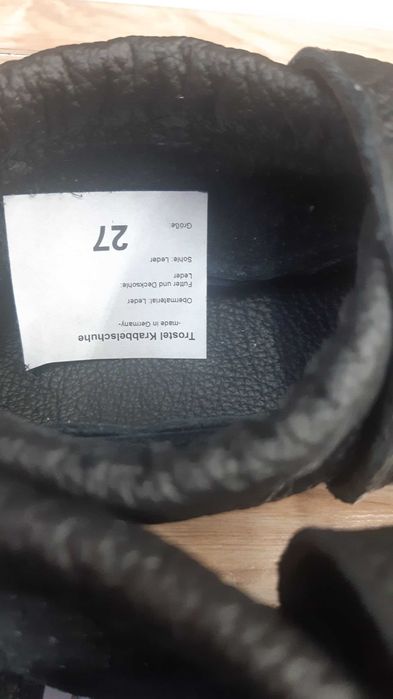 Trostel Krabbelschuhe
-made in Germany-
Obermaterial: Leder
Futter und Decksohle:
Leder
Sohle: Leder
Größe: 27